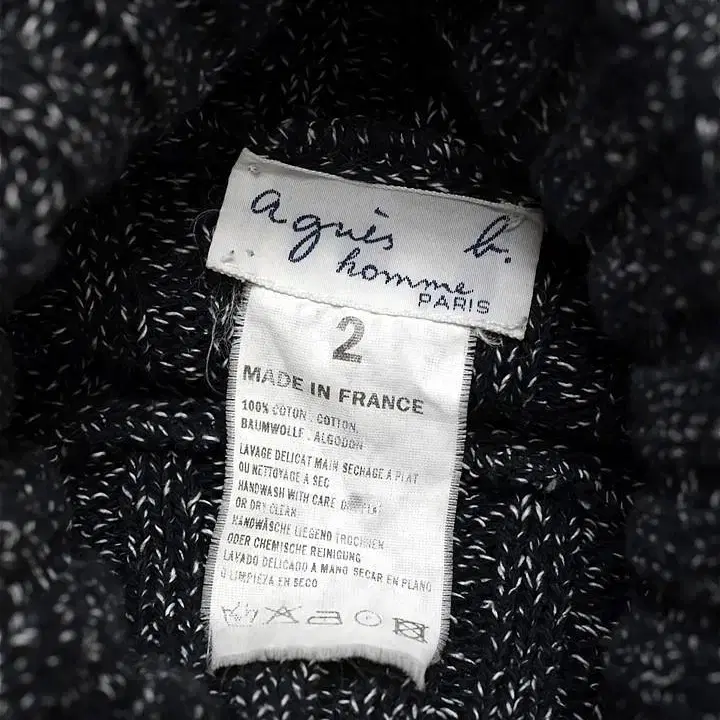 agnès b.
homme
PARIS
2
MADE IN FRANCE
100% COTON . COTTON,
BAUMWOLLE . ALGODON
LAVAGE DELICAT MAIN SECHAGE A PLAT
OU NETTOYAGE A SEC
HANDWASH WITH CARE
OR DRY CLEAN
HANDWÄSCHE LIEGEND TROCKNEN
ODER CHEMISCHE REINIGUNG
LAVADO DELICADO A MANO SECAR EN PLANO
O LIMPIEZA EN SECO